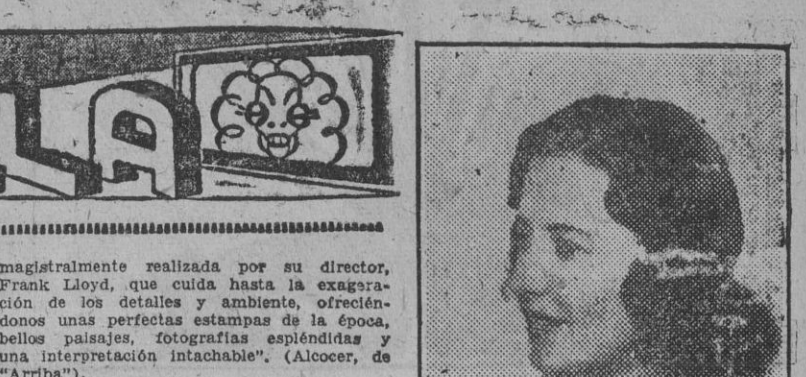 LA
magistralmente realizada por su director,
Frank Lloyd, que cuida hasta la exagera-
ción de los detalles y ambiente, ofrecién-
donos unas perfectas estampas de la época,
bellos paisajes, fotografías espléndidas y
una interpretación intachable". (Alcocer, de
"Arriba").